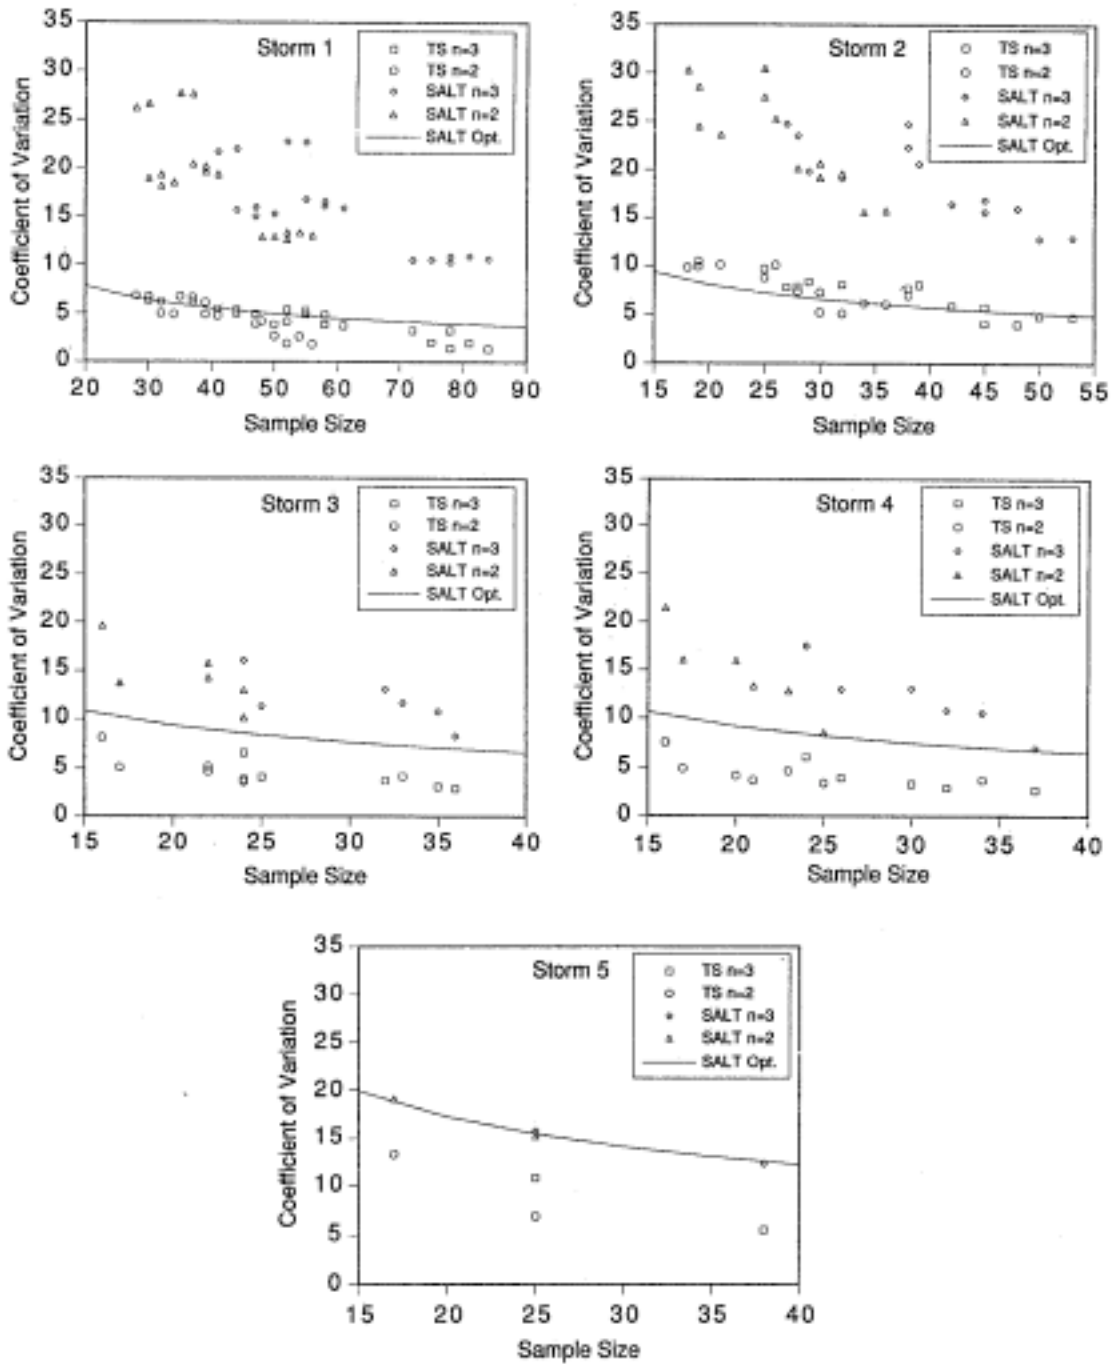 Storm 1
TS n=3
TS n=2
SALT n=3
SALT n=2
SALT Opt.
Coefficient of Variation
35
30
25
20
15
10
5
0
20 30 40 50 60 70 80 90
Sample Size
Storm 2
TS n=3
TS n=2
SALT n=3
SALT n=2
SALT Opt.
Coefficient of Variation
35
30
25
20
15
10
5
0
15 20 25 30 35 40 45 50 55
Sample Size
Storm 3
TS n=3
TS n=2
SALT n=3
SALT n=2
SALT Opt.
Coefficient of Variation
35
30
25
20
15
10
5
0
15 20 25 30 35 40
Sample Size
Storm 4
TS n=3
TS n=2
SALT n=3
SALT n=2
SALT Opt.
Coefficient of Variation
35
30
25
20
15
10
5
0
15 20 25 30 35 40
Sample Size
Storm 5
TS n=3
TS n=2
SALT n=3
SALT n=2
SALT Opt.
Coefficient of Variation
35
30
25
20
15
10
5
0
15 20 25 30 35 40
Sample Size